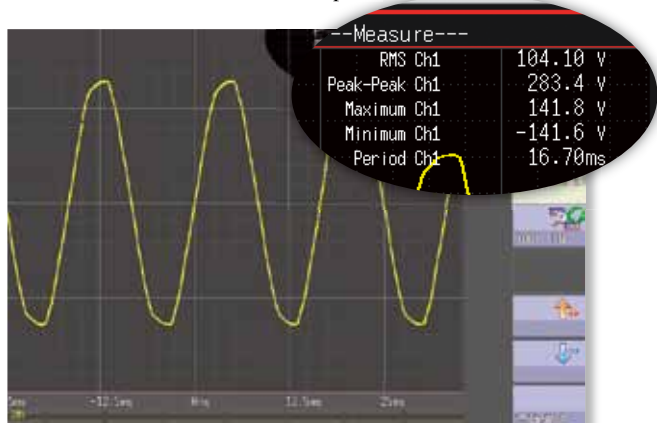 --Measure---
RMS Ch1 104.10 V
Peak-Peak Ch1 283.4 V
Maximum Ch1 141.8 V
Minimum Ch1 -141.6 V
Period Ch1 16.70ms
-12.5ms 0ns 12.5ms 25ms